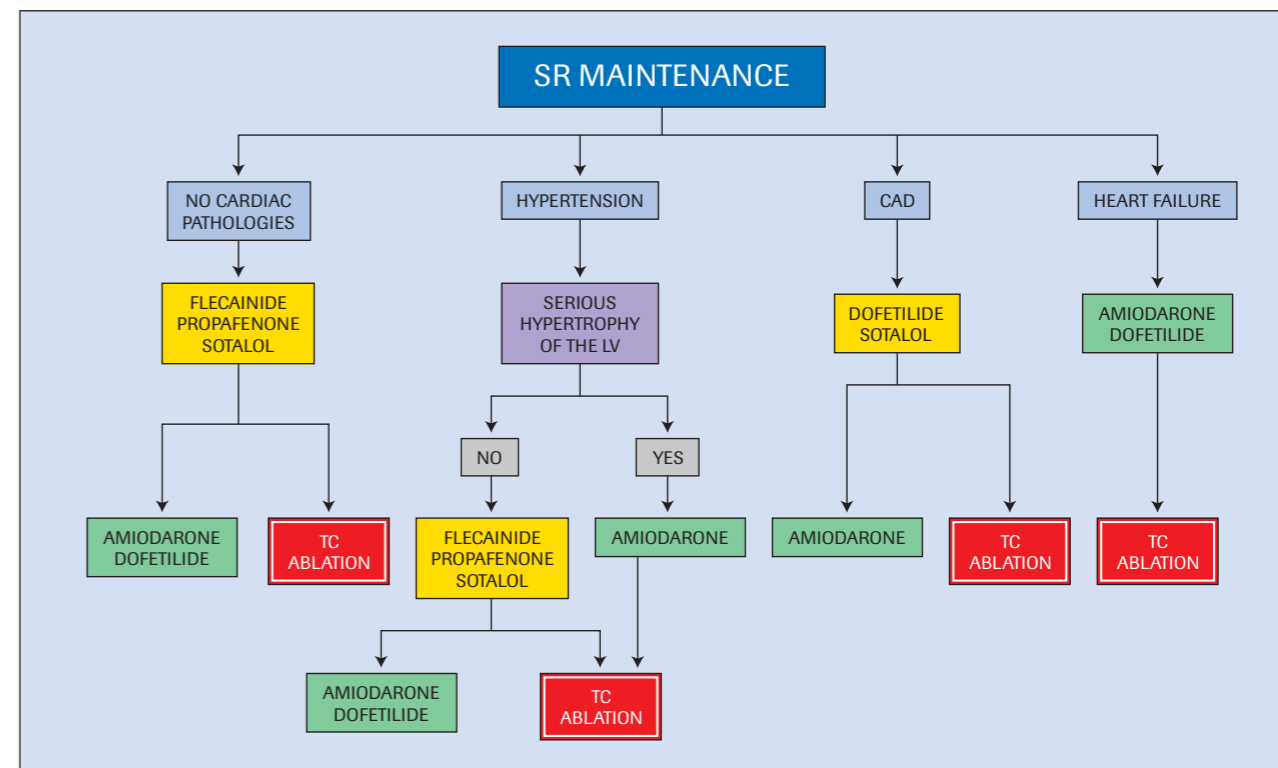 SR MAINTENANCE
NO CARDIAC
PATHOLOGIES
HYPERTENSION
CAD
HEART FAILURE
FLECAINIDE
PROPAFENONE
SOTALOL
SERIOUS
HYPERTROPHY
OF THE LV
DOFETILIDE
SOTALOL
AMIODARONE
DOFETILIDE
NO
YES
AMIODARONE
DOFETILIDE
TC
ABLATION
FLECAINIDE
PROPAFENONE
SOTALOL
AMIODARONE
AMIODARONE
TC
ABLATION
TC
ABLATION
AMIODARONE
DOFETILIDE
TC
ABLATION